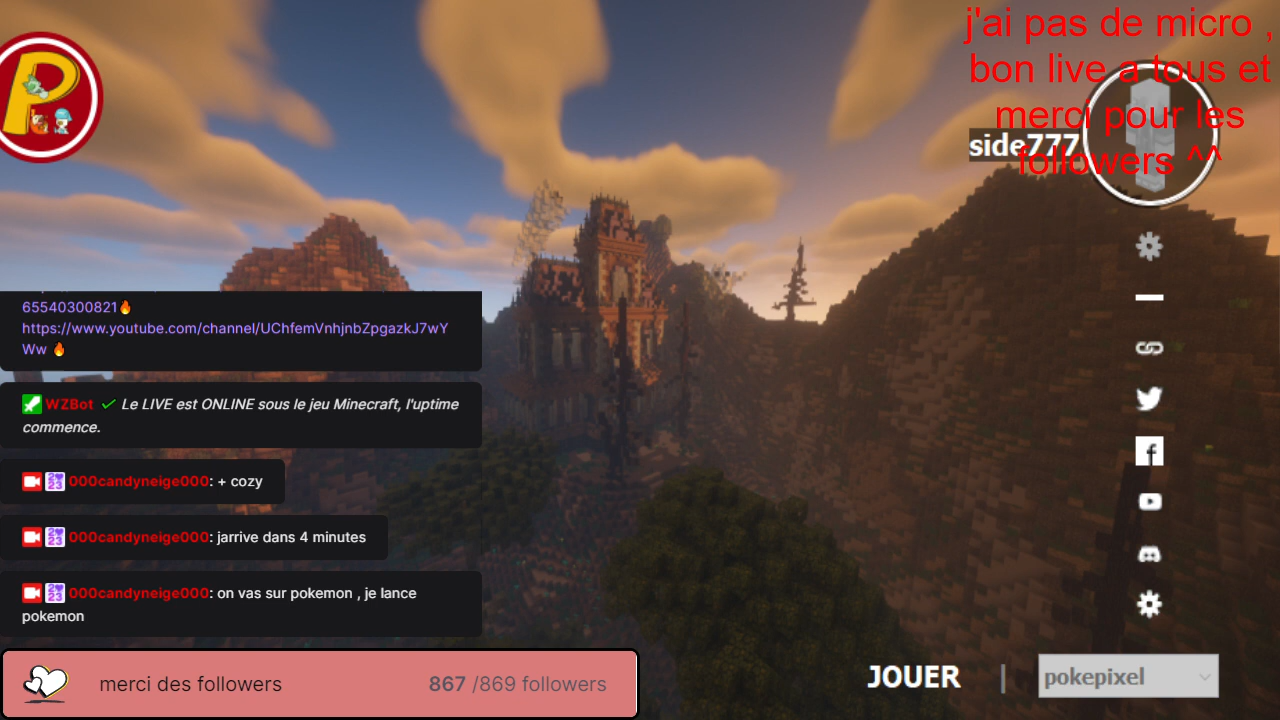 j'ai pas de micro ,
bon live a tous et
merci pour les
followers ^^
side777
P
65540300821🔥
https://www.youtube.com/channel/UChfemVnhjnbZpgazkJ7wY
Ww 🔥
WZBot ✓ Le LIVE est ONLINE sous le jeu Minecraft, l'uptime
commence.
000candyneige000: + cozy
000candyneige000: jarrive dans 4 minutes
000candyneige000: on vas sur pokemon , je lance
pokemon
merci des followers 867 /869 followers
JOUER | pokepixel